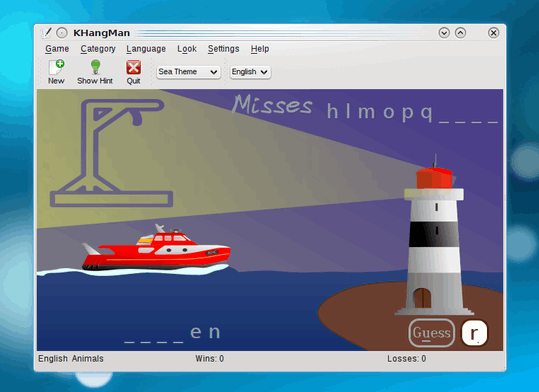 KHangMan
Game Category Language Look Settings Help
New Show Hint Quit Sea Theme English
Misses h l m o p q _ _ _ _
_ _ _ _ e n
Guess r
English Animals Wins: 0 Losses: 0